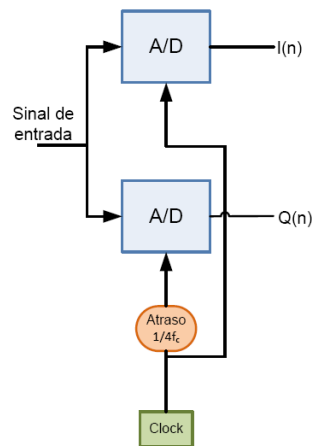 A/D
I(n)
Sinal de
entrada
A/D
Q(n)
Atraso
1/4fc
Clock